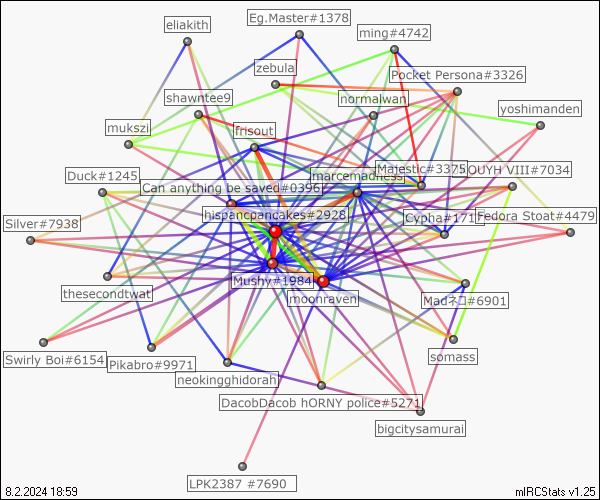 eliakith
Eg.Master#1378
ming#4742
zebula
Pocket Persona#3326
shawntee9
normalwan
yoshimanden
mukszi
frisout
Duck#1245
marcemadness
Majestic#3375
OUYH VIII#7034
Can anything be saved#0396
Silver#7938
hispancpancakes#2928
Cypha#171
Fedora Stoat#4479
thesecondtwat
Mushy#1984
moonraven
Madネコ#6901
Swirly Boi#6154
Pikabro#9971
neokingghidorah
somass
DacobDacob hORNY police#5271
bigcitysamurai
LPK2387 #7690
8.2.2024 18:59
mIRCStats v1.25